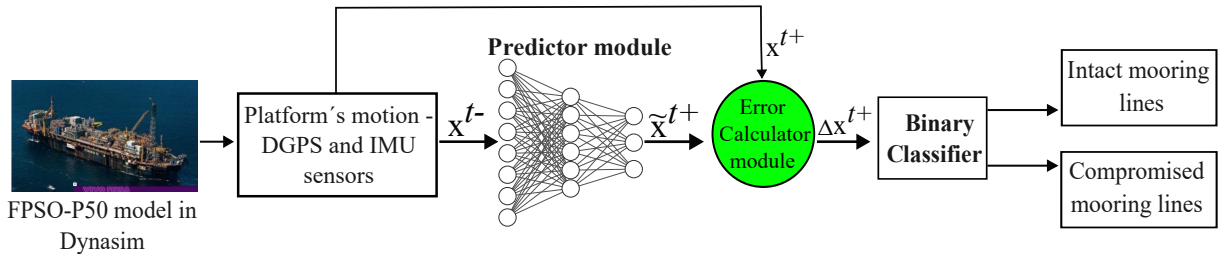 Predictor module
x^{t+}
Platform´s motion -
DGPS and IMU
sensors
x^{t-}
x̃^{t+}
Error
Calculator
module
Δx^{t+}
Binary
Classifier
Intact mooring
lines
Compromised
mooring lines
FPSO-P50 model in
Dynasim